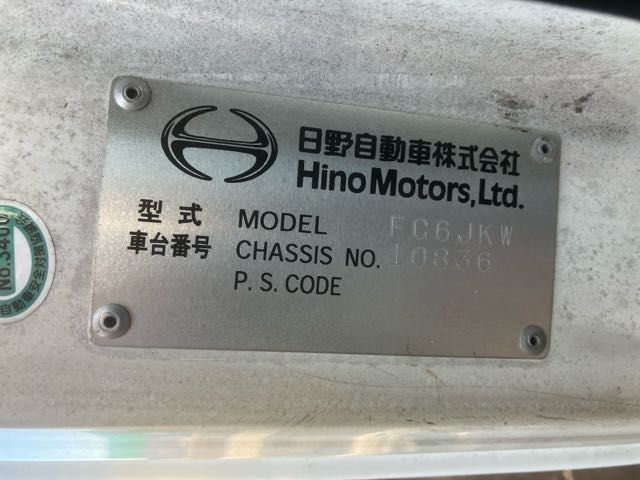 日野自動車株式会社
Hino Motors, Ltd.
型式 MODEL FC6JKW
車台番号 CHASSIS NO. 10836
P. S. CODE